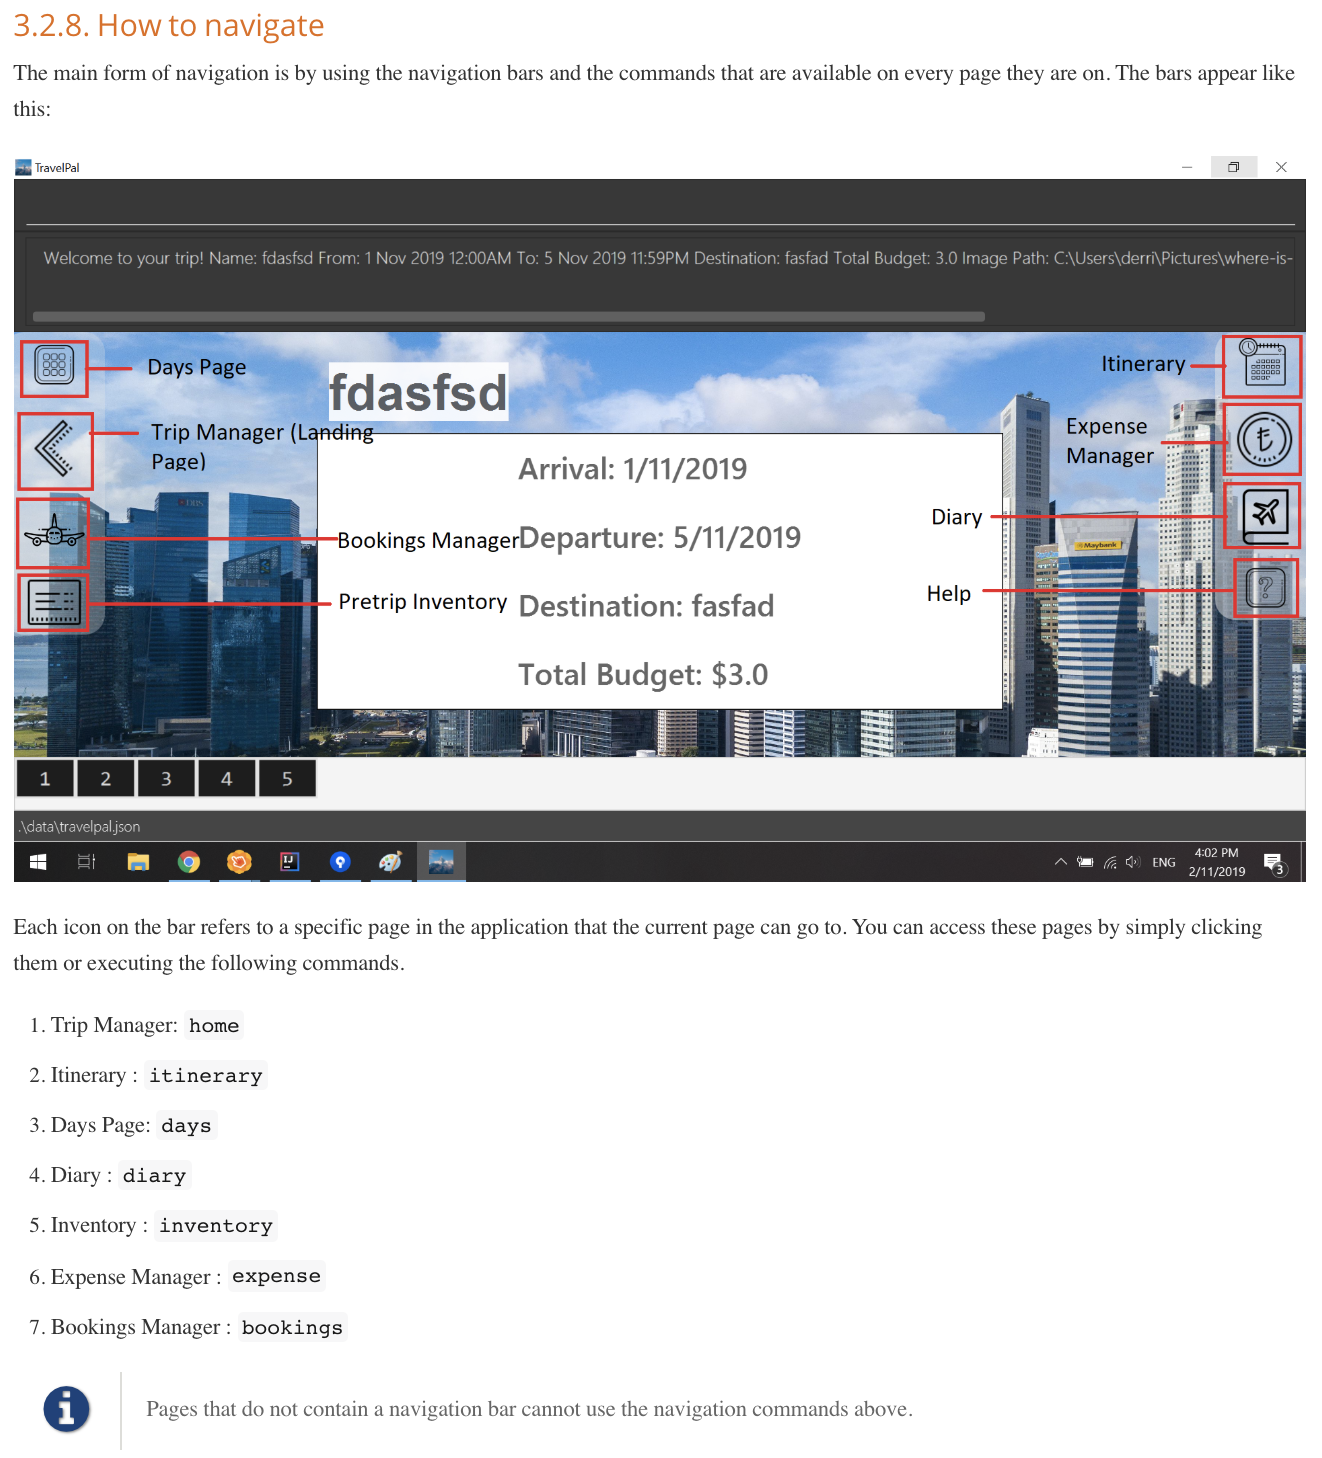 3.2.8. How to navigate
The main form of navigation is by using the navigation bars and the commands that are available on every page they are on. The bars appear like
this:
TravelPal
Welcome to your trip! Name: fdasfsd From: 1 Nov 2019 12:00AM To: 5 Nov 2019 11:59PM Destination: fasfad Total Budget: 3.0 Image Path: C:\Users\derri\Pictures\where-is-
Days Page
Itinerary
fdasfsd
Trip Manager (Landing
Page)
Expense
Manager
Arrival: 1/11/2019
Diary
Maybank
Bookings Manager
Departure: 5/11/2019
Help
Pretrip Inventory
Destination: fasfad
Total Budget: $3.0
1 2 3 4 5
.\data\travelpal.json
ENG
4:02 PM
2/11/2019
3
Each icon on the bar refers to a specific page in the application that the current page can go to. You can access these pages by simply clicking
them or executing the following commands.
1. Trip Manager: home
2. Itinerary : itinerary
3. Days Page: days
4. Diary : diary
5. Inventory : inventory
6. Expense Manager : expense
7. Bookings Manager : bookings
Pages that do not contain a navigation bar cannot use the navigation commands above.